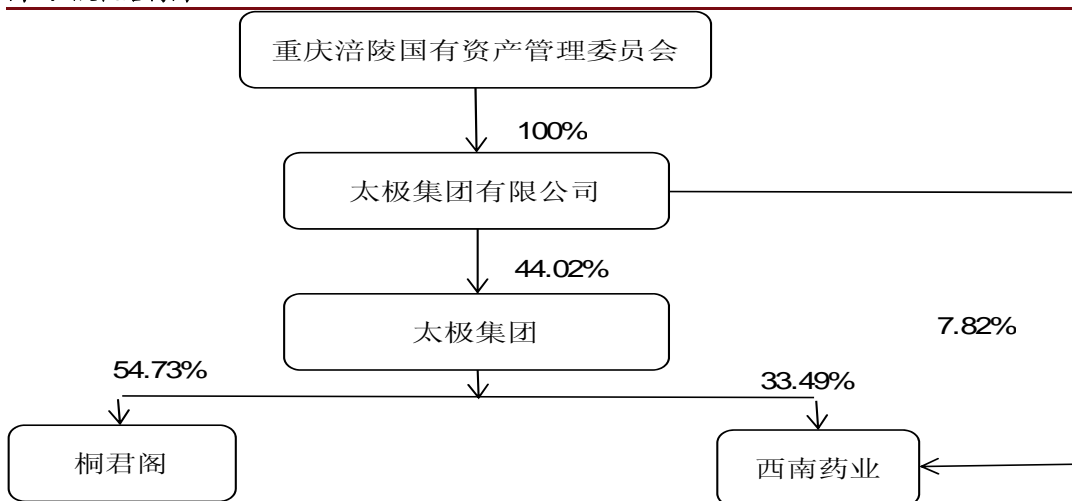 重庆涪陵国有资产管理委员会
100%
太极集团有限公司
44.02%
太极集团
7.82%
54.73%
33.49%
桐君阁
西南药业